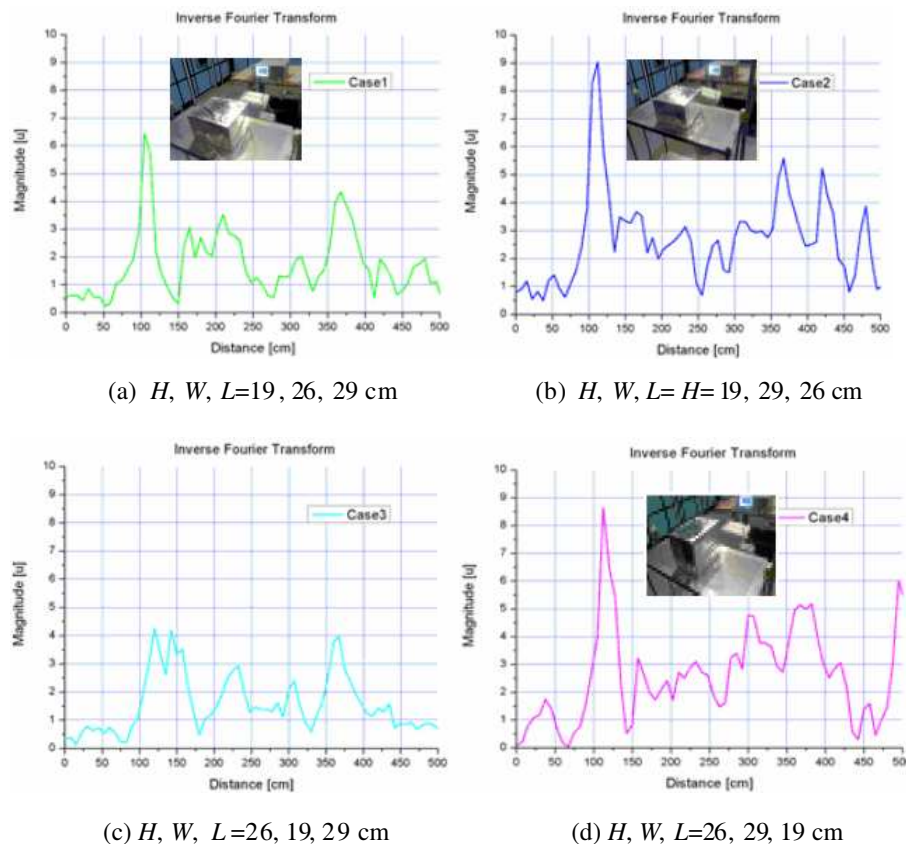 Inverse Fourier Transform
10
9
8
7
6
5
4
3
2
1
0
Magnitude [u]
Case1
0 50 100 150 200 250 300 350 400 450 500
Distance [cm]
(a) H, W, L=19, 26, 29 cm
Inverse Fourier Transform
10
9
8
7
6
5
4
3
2
1
0
Magnitude [u]
Case2
0 50 100 150 200 250 300 350 400 450 500
Distance [cm]
(b) H, W, L= H= 19, 29, 26 cm
Inverse Fourier Transform
10
9
8
7
6
5
4
3
2
1
0
Magnitude [u]
Case3
0 50 100 150 200 250 300 350 400 450 500
Distance [cm]
(c) H, W, L=26, 19, 29 cm
Inverse Fourier Transform
10
9
8
7
6
5
4
3
2
1
0
Magnitude [u]
Case4
0 50 100 150 200 250 300 350 400 450 500
Distance [cm]
(d) H, W, L=26, 29, 19 cm